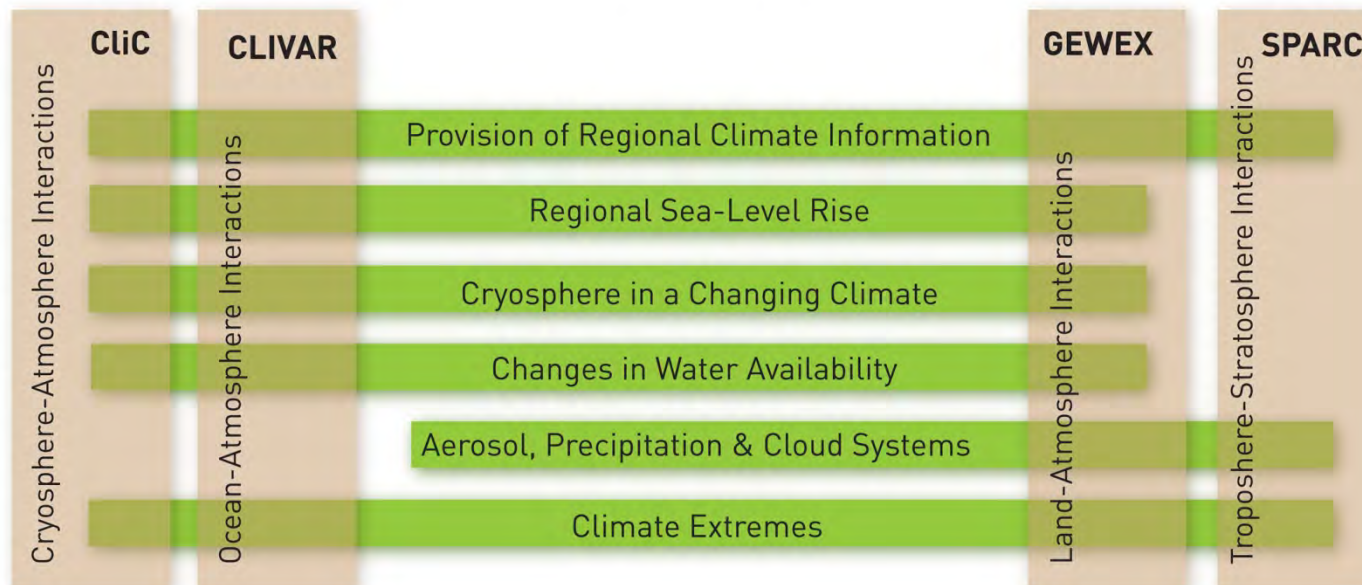 CliC
CLIVAR
GEWEX
SPARC
Cryosphere-Atmosphere Interactions
Ocean-Atmosphere Interactions
Provision of Regional Climate Information
Regional Sea-Level Rise
Cryosphere in a Changing Climate
Changes in Water Availability
Aerosol, Precipitation & Cloud Systems
Climate Extremes
Land-Atmosphere Interactions
Troposhere-Stratosphere Interactions